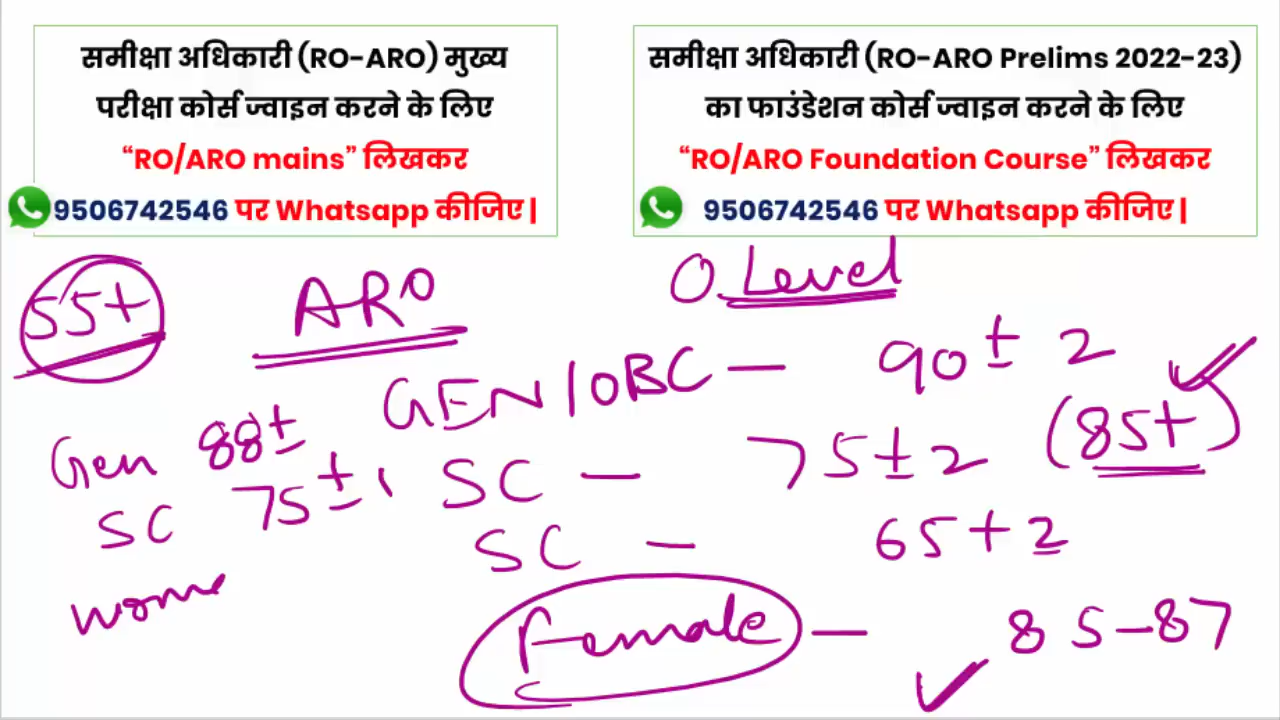 समीक्षा अधिकारी (RO-ARO) मुख्य
परीक्षा कोर्स ज्वाइन करने के लिए
“RO/ARO mains” लिखकर
9506742546 पर Whatsapp कीजिए |
समीक्षा अधिकारी (RO-ARO Prelims 2022-23)
का फाउंडेशन कोर्स ज्वाइन करने के लिए
“RO/ARO Foundation Course” लिखकर
9506742546 पर Whatsapp कीजिए |
55+ ARO O Level
GEN/OBC – 90 ± 2
(85+)
Gen 88±
SC 75±1
SC – 75 ± 2
SC – 65 + 2
Female – 85-87